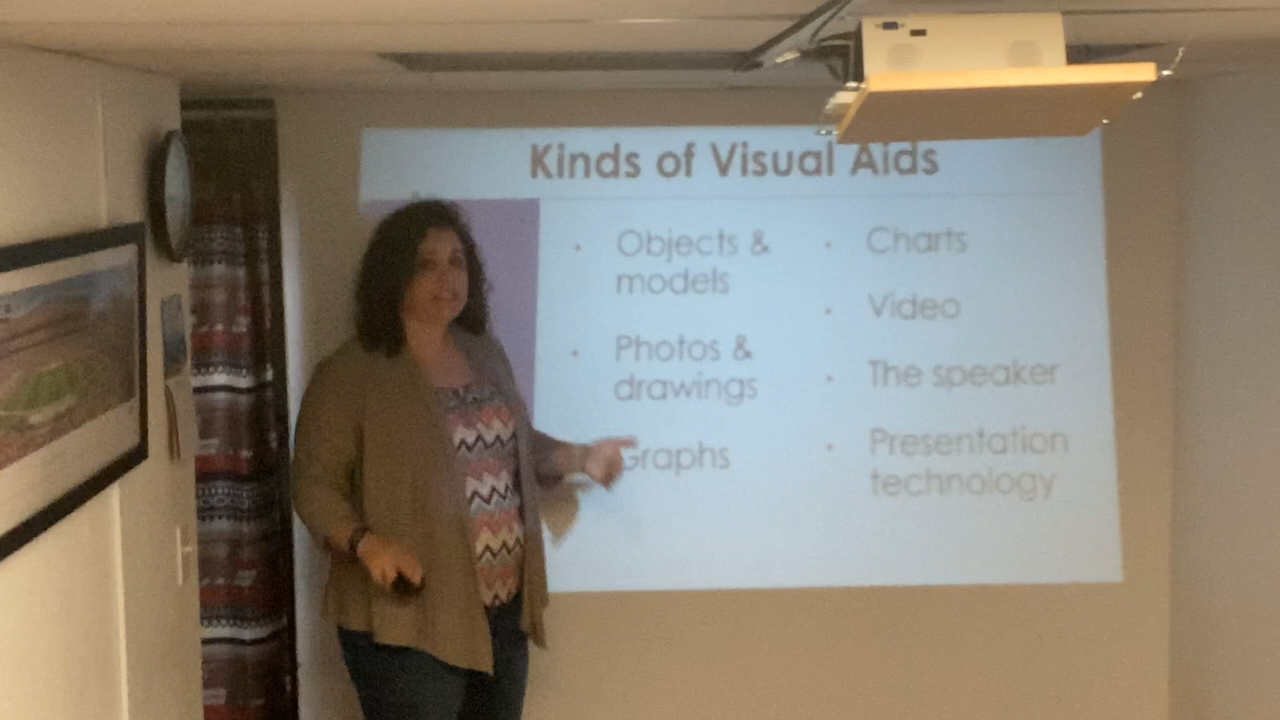 Kinds of Visual Aids
Objects &
models
Photos &
drawings
Graphs
Charts
Video
The speaker
Presentation
technology